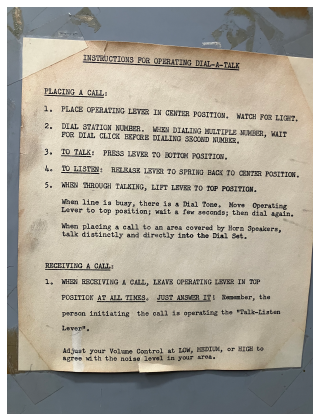 INSTRUCTIONS FOR OPERATING DIAL-A-TALK
PLACING A CALL:
1. PLACE OPERATING LEVER IN CENTER POSITION. WATCH FOR LIGHT.
2. DIAL STATION NUMBER. WHEN DIALING MULTIPLE NUMBER, WAIT
FOR DIAL CLICK BEFORE DIALING SECOND NUMBER.
3. TO TALK: PRESS LEVER TO BOTTOM POSITION.
4. TO LISTEN: RELEASE LEVER TO SPRING BACK TO CENTER POSITION.
5. WHEN THROUGH TALKING, LIFT LEVER TO TOP POSITION.
When line is busy, there is a Dial Tone. Move Operating
Lever to top position; wait a few seconds; then dial again.
When placing a call to an area covered by Horn Speakers,
talk distinctly and directly into the Dial Set.
RECEIVING A CALL:
1. WHEN RECEIVING A CALL, LEAVE OPERATING LEVER IN TOP
POSITION AT ALL TIMES. JUST ANSWER IT! Remember, the
person initiating the call is operating the "Talk-Listen
Lever".
Adjust your Volume Control at LOW, MEDIUM, or HIGH to
agree with the noise level in your area.